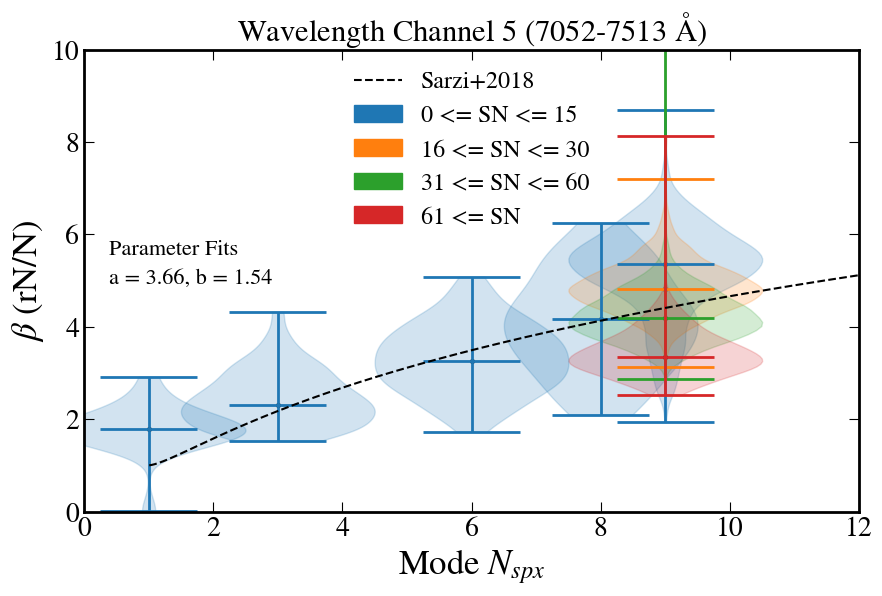 Wavelength Channel 5 (7052-7513 Å)
10
8
6
4
2
0
β (rN/N)
Sarzi+2018
0 <= SN <= 15
16 <= SN <= 30
31 <= SN <= 60
61 <= SN
Parameter Fits
a = 3.66, b = 1.54
0 2 4 6 8 10 12
Mode N_{spx}